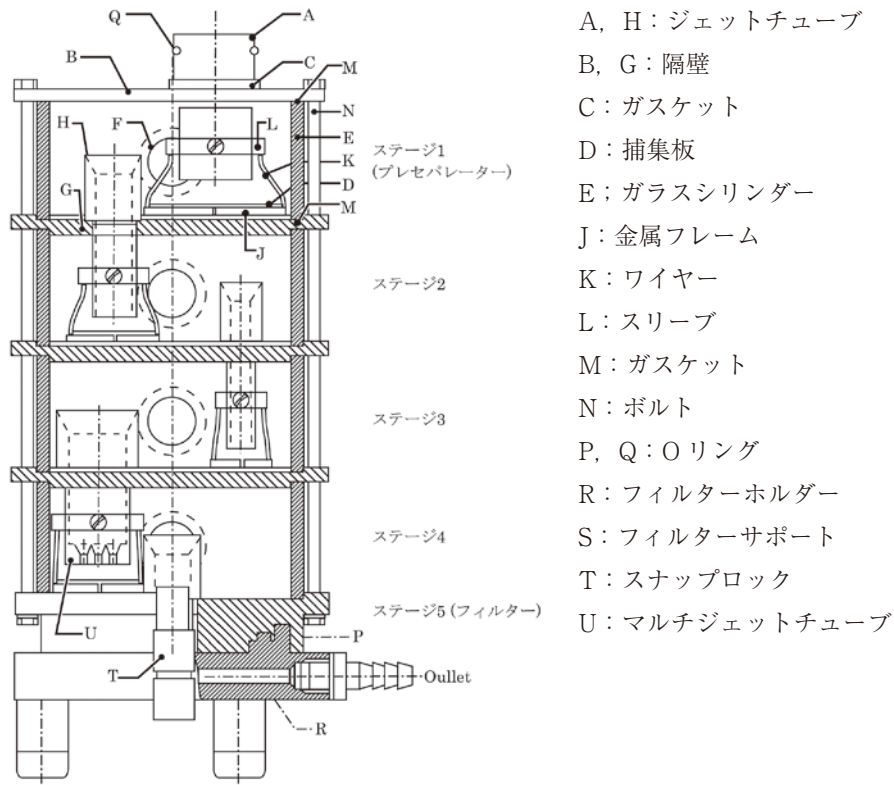 Q
A
B
C
M
N
H
F
L
E
ステージ1
(プレセパレーター)
K
D
G
M
J
ステージ2
ステージ3
ステージ4
ステージ5 (フィルター)
U
P
T
Oullet
R
A, H：ジェットチューブ
B, G：隔壁
C：ガスケット
D：捕集板
E；ガラスシリンダー
J：金属フレーム
K：ワイヤー
L：スリーブ
M：ガスケット
N：ボルト
P, Q：O リング
R：フィルターホルダー
S：フィルターサポート
T：スナップロック
U：マルチジェットチューブ